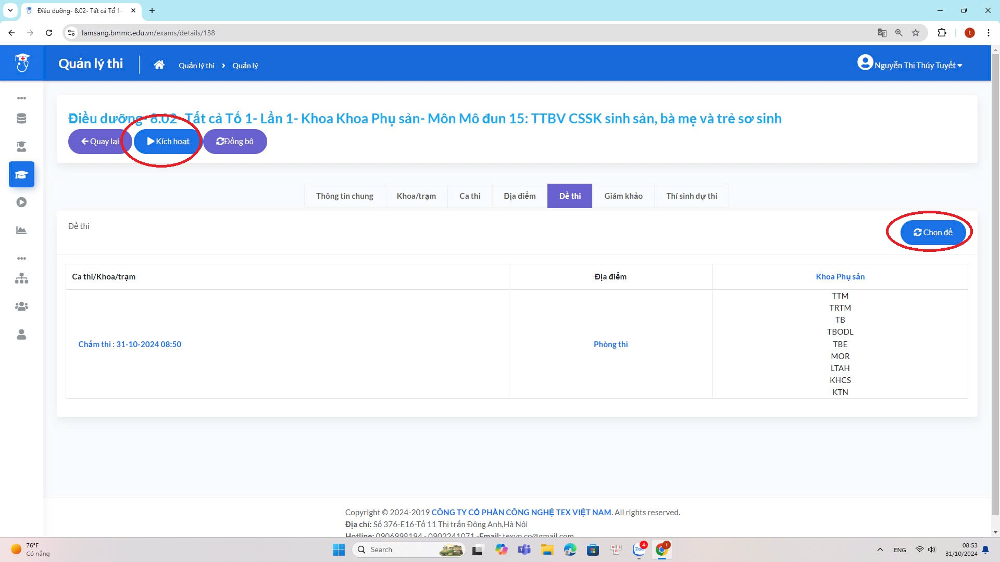 Điều dưỡng- 8.02- Tất cả Tổ 1-
lamsang.bmmc.edu.vn/exams/details/138
t
Quản lý thi
Quản lý thi > Quản lý
Nguyễn Thị Thúy Tuyết
Điều dưỡng- 8.02- Tất cả Tổ 1- Lần 1- Khoa Khoa Phụ sản- Môn Mô đun 15: TTBV CSSK sinh sản, bà mẹ và trẻ sơ sinh
Quay lại Kích hoạt Đồng bộ
Thông tin chung Khoa/trạm Ca thi Địa điểm Đề thi Giám khảo Thí sinh dự thi
Đề thi
Chọn đề
Ca thi/Khoa/trạm Địa điểm Khoa Phụ sản
TTM
TRTM
TB
TBODL
Chấm thi : 31-10-2024 08:50 Phòng thi TBE
MOR
LTAH
KHCS
KTN
Copyright © 2024-2019 CÔNG TY CỔ PHẦN CÔNG NGHỆ TEX VIỆT NAM. All rights reserved.
Địa chỉ: Số 376-E16-Tổ 11 Thị trấn Đông Anh,Hà Nội
Hotline: 0906998194 - 0902241071 -Email: texvn.co@gmail.com
76°F
Có nắng
Search
Zalo
4
t
ENG
08:53
31/10/2024